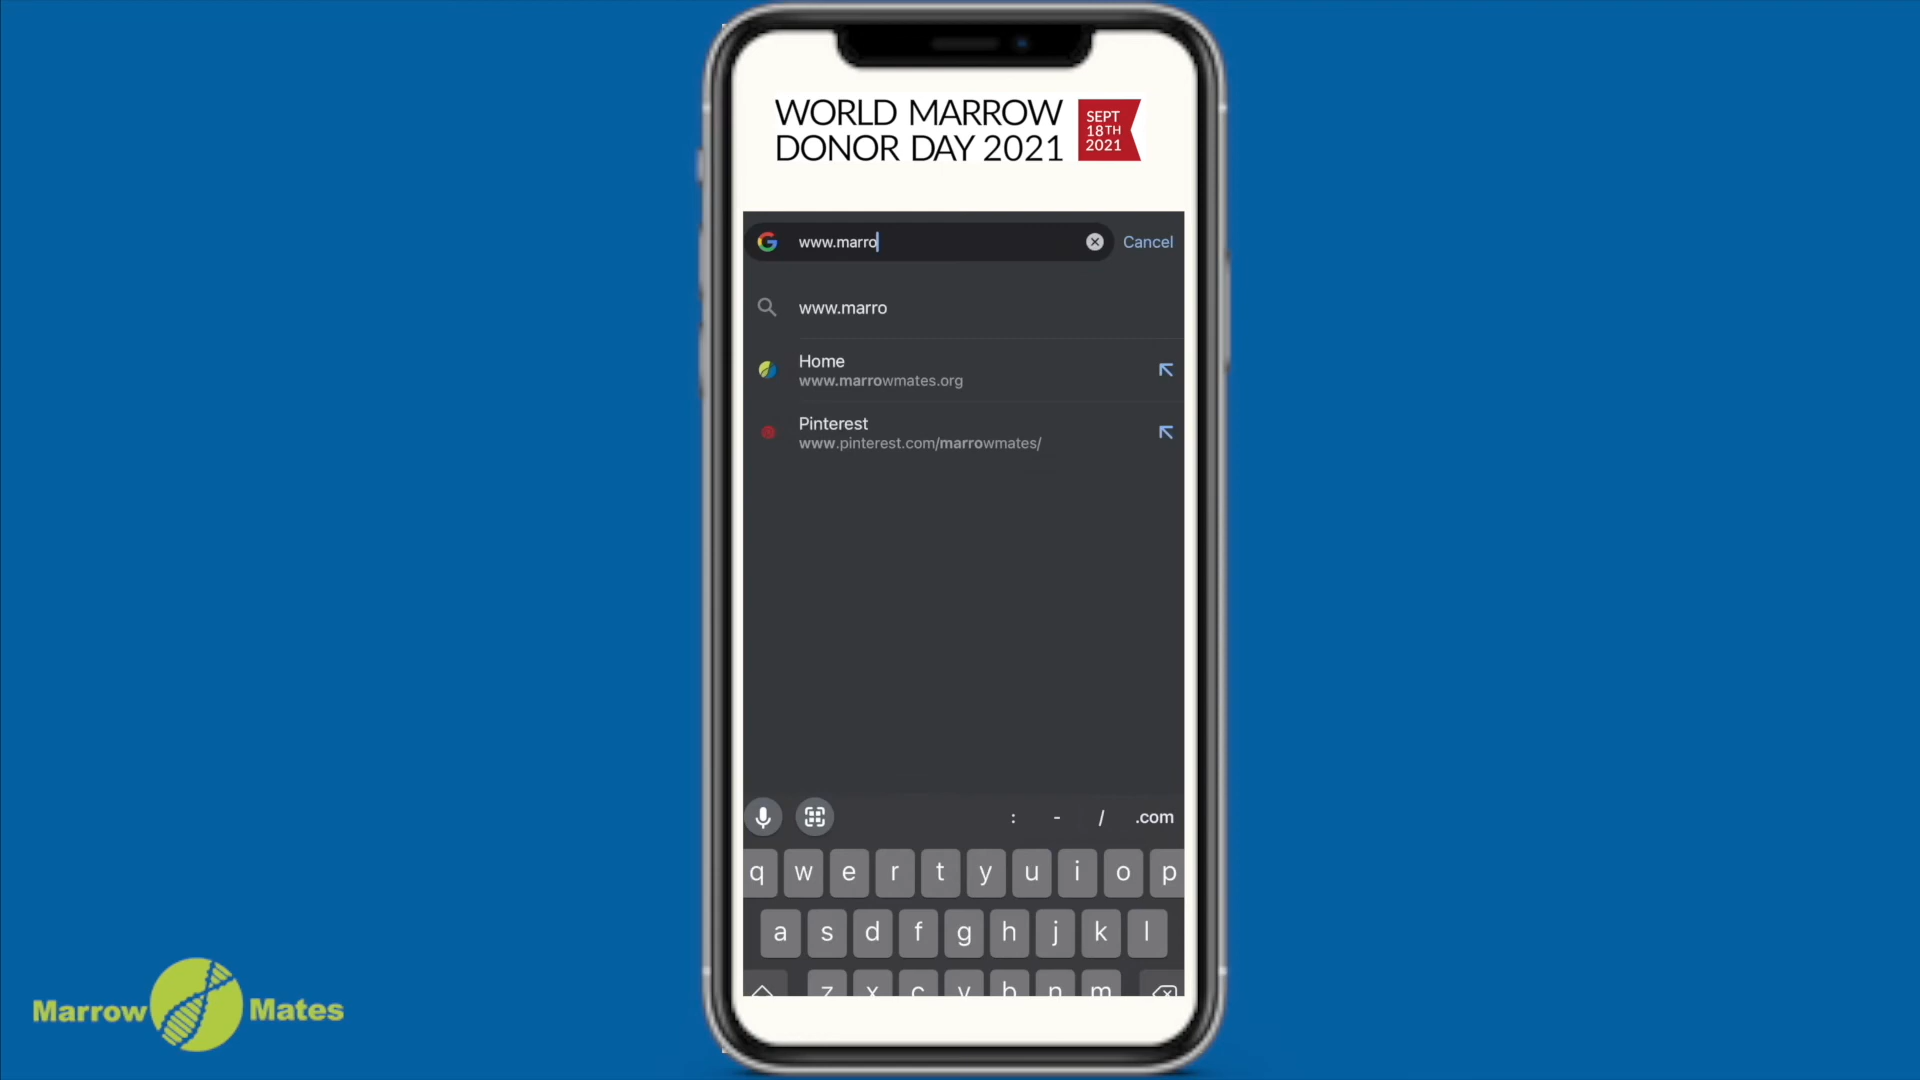 WORLD MARROW
DONOR DAY 2021
SEPT
18TH
2021
www.marro
Cancel
www.marro
Home
www.marrowmates.org
Pinterest
www.pinterest.com/marrowmates/
: - / .com
q w e r t y u i o p
a s d f g h j k l
z x c v b n m
Marrow Mates